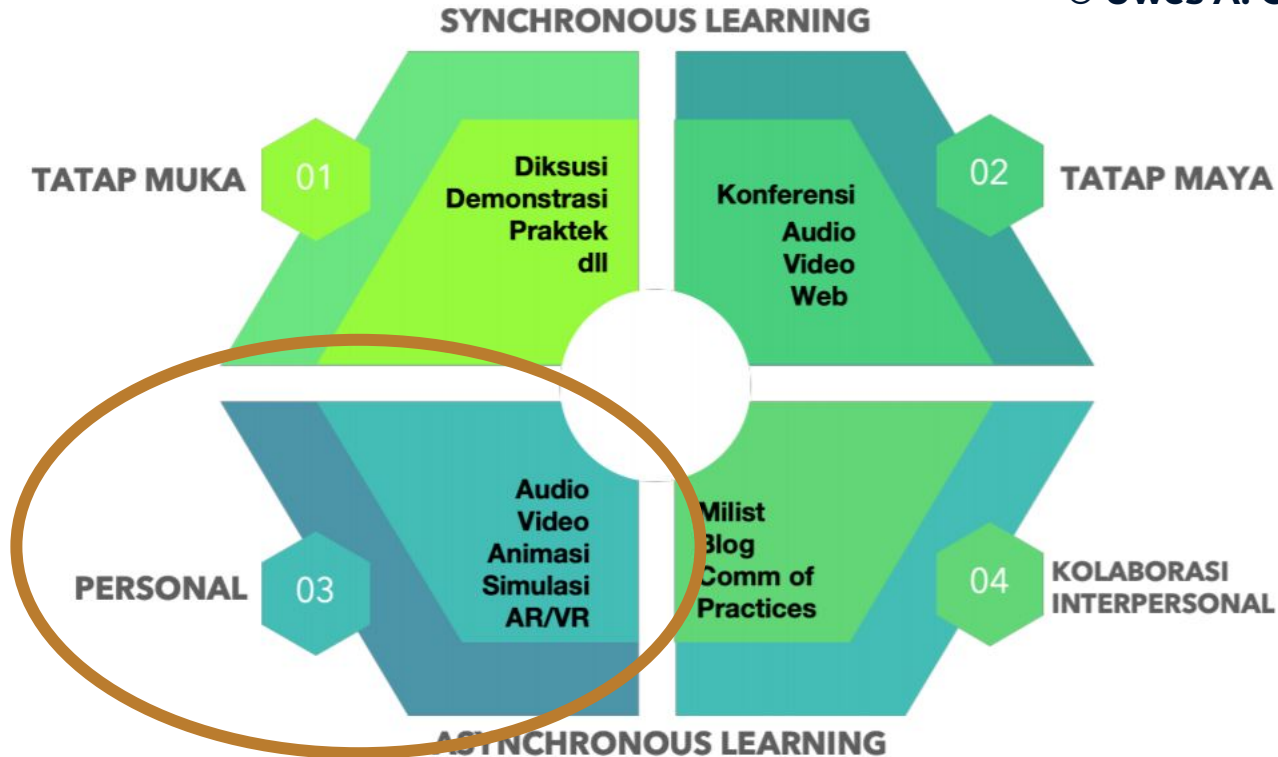 SYNCHRONOUS LEARNING
TATAP MUKA
01
Diksusi
Demonstrasi
Praktek
dll
Konferensi
Audio
Video
Web
02
TATAP MAYA
PERSONAL
03
Audio
Video
Animasi
Simulasi
AR/VR
Milist
Blog
Comm of
Practices
04
KOLABORASI
INTERPERSONAL
ASYNCHRONOUS LEARNING